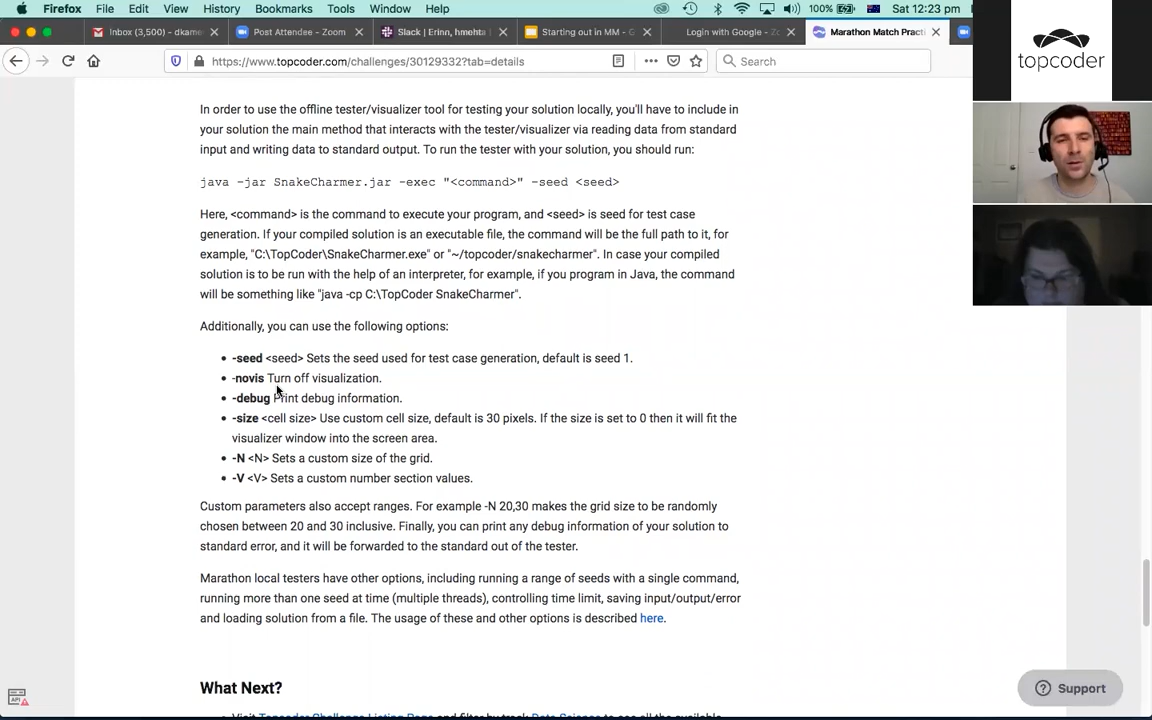 Firefox File Edit View History Bookmarks Tools Window Help 100% Sat 12:23 pm
Inbox (3,500) - dkame Post Attendee - Zoom Slack | Erinn, hmehta Starting out in MM - G Login with Google - Zo Marathon Match Practi
https://www.topcoder.com/challenges/30129332?tab=details Search
topcoder
In order to use the offline tester/visualizer tool for testing your solution locally, you'll have to include in
your solution the main method that interacts with the tester/visualizer via reading data from standard
input and writing data to standard output. To run the tester with your solution, you should run:
java -jar SnakeCharmer.jar -exec "<command>" -seed <seed>
Here, <command> is the command to execute your program, and <seed> is seed for test case
generation. If your compiled solution is an executable file, the command will be the full path to it, for
example, "C:\TopCoder\SnakeCharmer.exe" or "~/topcoder/snakecharmer". In case your compiled
solution is to be run with the help of an interpreter, for example, if you program in Java, the command
will be something like "java -cp C:\TopCoder SnakeCharmer".
Additionally, you can use the following options:
-seed <seed> Sets the seed used for test case generation, default is seed 1.
-novis Turn off visualization.
-debug Print debug information.
-size <cell size> Use custom cell size, default is 30 pixels. If the size is set to 0 then it will fit the
visualizer window into the screen area.
-N <N> Sets a custom size of the grid.
-V <V> Sets a custom number section values.
Custom parameters also accept ranges. For example -N 20,30 makes the grid size to be randomly
chosen between 20 and 30 inclusive. Finally, you can print any debug information of your solution to
standard error, and it will be forwarded to the standard out of the tester.
Marathon local testers have other options, including running a range of seeds with a single command,
running more than one seed at time (multiple threads), controlling time limit, saving input/output/error
and loading solution from a file. The usage of these and other options is described here.
What Next?
Visit Topcoder Challenge Listing Page and filter by track Data Science to see all the available
Support
API